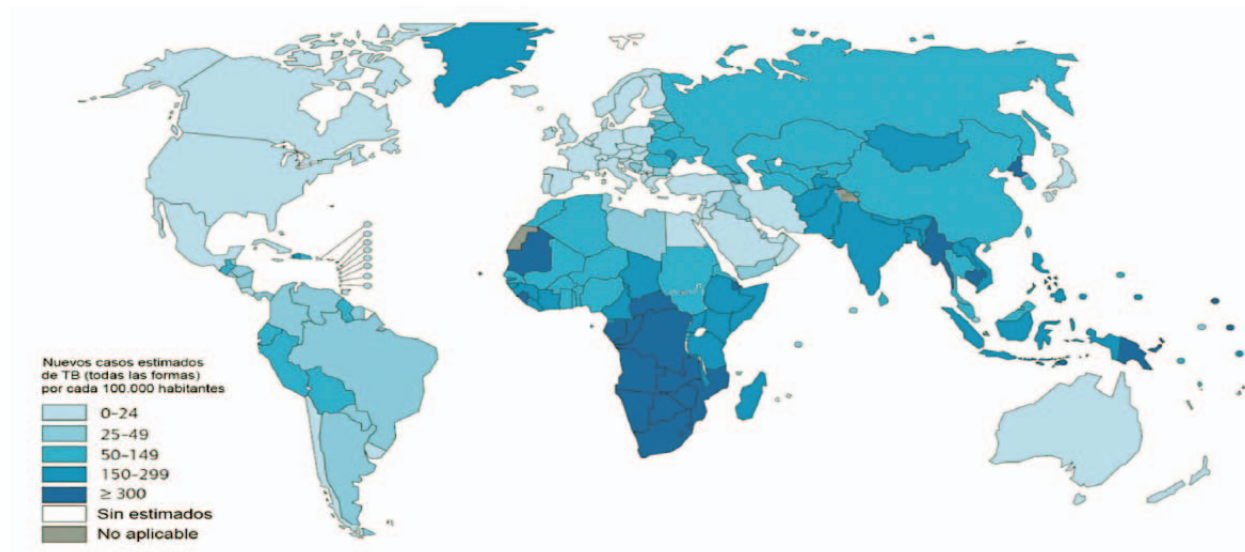 Nuevos casos estimados
de TB (todas las formas)
por cada 100.000 habitantes
0–24
25–49
50–149
150–299
≥ 300
Sin estimados
No aplicable